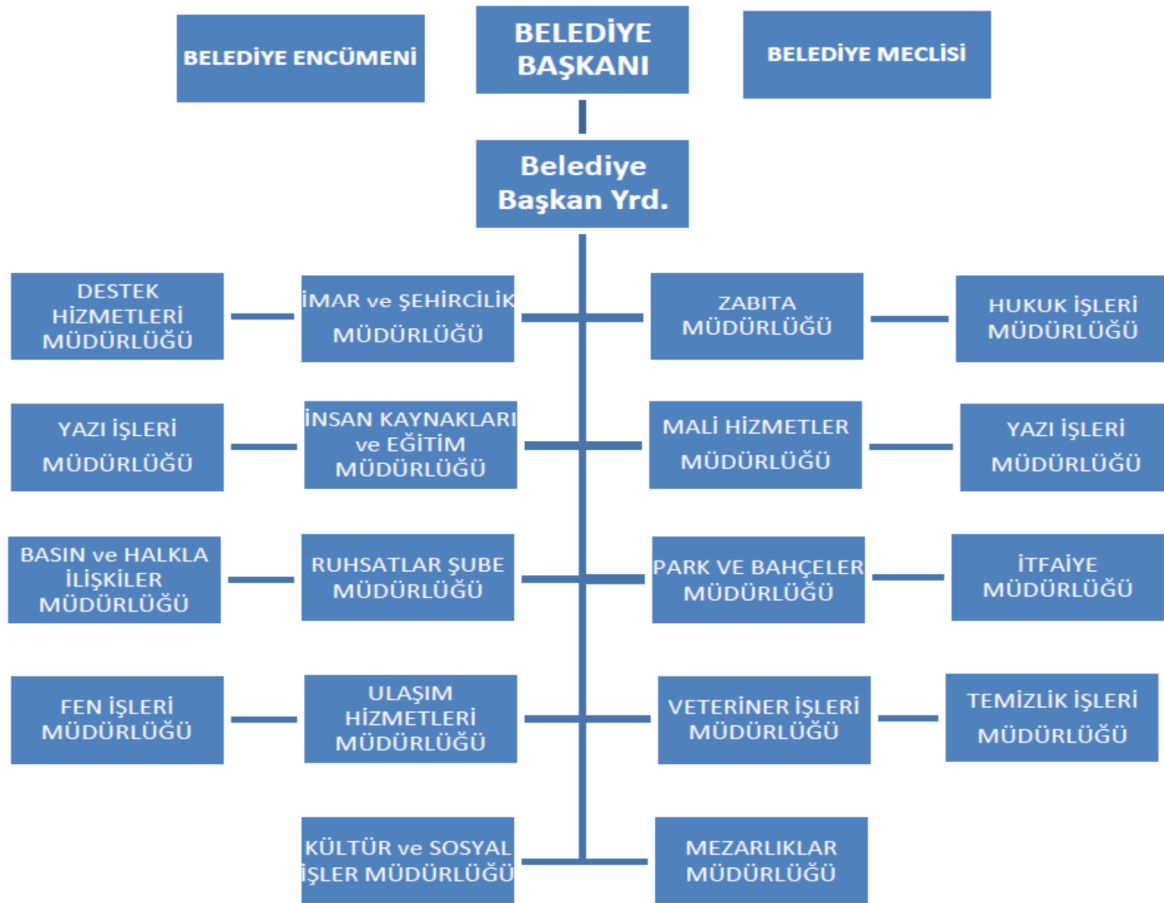 BELEDİYE ENCÜMENİ
BELEDİYE
BAŞKANI
BELEDİYE MECLİSİ
Belediye
Başkan Yrd.
DESTEK
HİZMETLERİ
MÜDÜRLÜĞÜ
İMAR ve ŞEHİRCİLİK
MÜDÜRLÜĞÜ
ZABITA
MÜDÜRLÜĞÜ
HUKUK İŞLERİ
MÜDÜRLÜĞÜ
YAZI İŞLERİ
MÜDÜRLÜĞÜ
İNSAN KAYNAKLARI
ve EĞİTİM
MÜDÜRLÜĞÜ
MALİ HİZMETLER
MÜDÜRLÜĞÜ
YAZI İŞLERİ
MÜDÜRLÜĞÜ
BASIN ve HALKLA
İLİŞKİLER
MÜDÜRLÜĞÜ
RUHSATLAR ŞUBE
MÜDÜRLÜĞÜ
PARK VE BAHÇELER
MÜDÜRLÜĞÜ
İTFAİYE
MÜDÜRLÜĞÜ
FEN İŞLERİ
MÜDÜRLÜĞÜ
ULAŞIM
HİZMETLERİ
MÜDÜRLÜĞÜ
VETERİNER İŞLERİ
MÜDÜRLÜĞÜ
TEMİZLİK İŞLERİ
MÜDÜRLÜĞÜ
KÜLTÜR ve SOSYAL
İŞLER MÜDÜRLÜĞÜ
MEZARLIKLAR
MÜDÜRLÜĞÜ